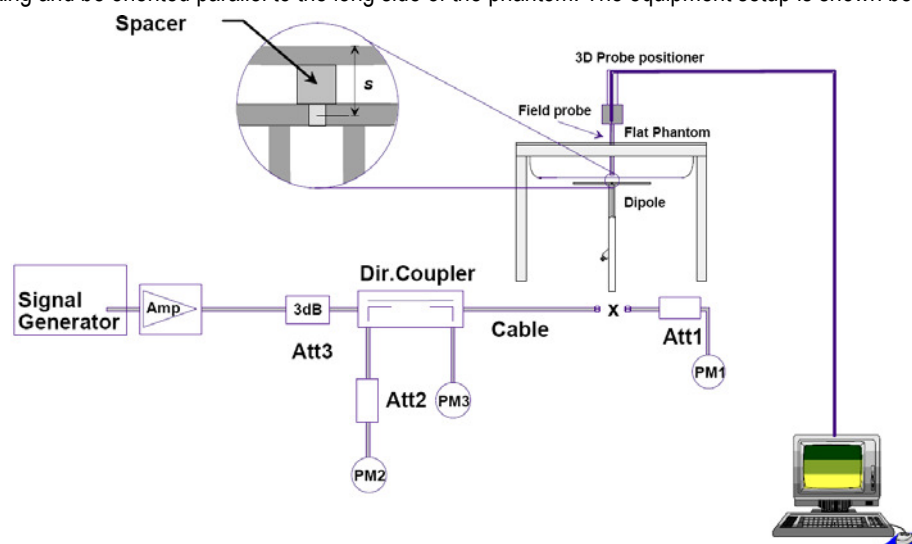 ing and be oriented parallel to the long side of the phantom. The equipment setup is shown be
Spacer
s
3D Probe positioner
Field probe
Flat Phantom
Dipole
Signal
Generator
Amp
3dB
Att3
Dir.Coupler
Cable
X
Att1
PM1
Att2
PM3
PM2